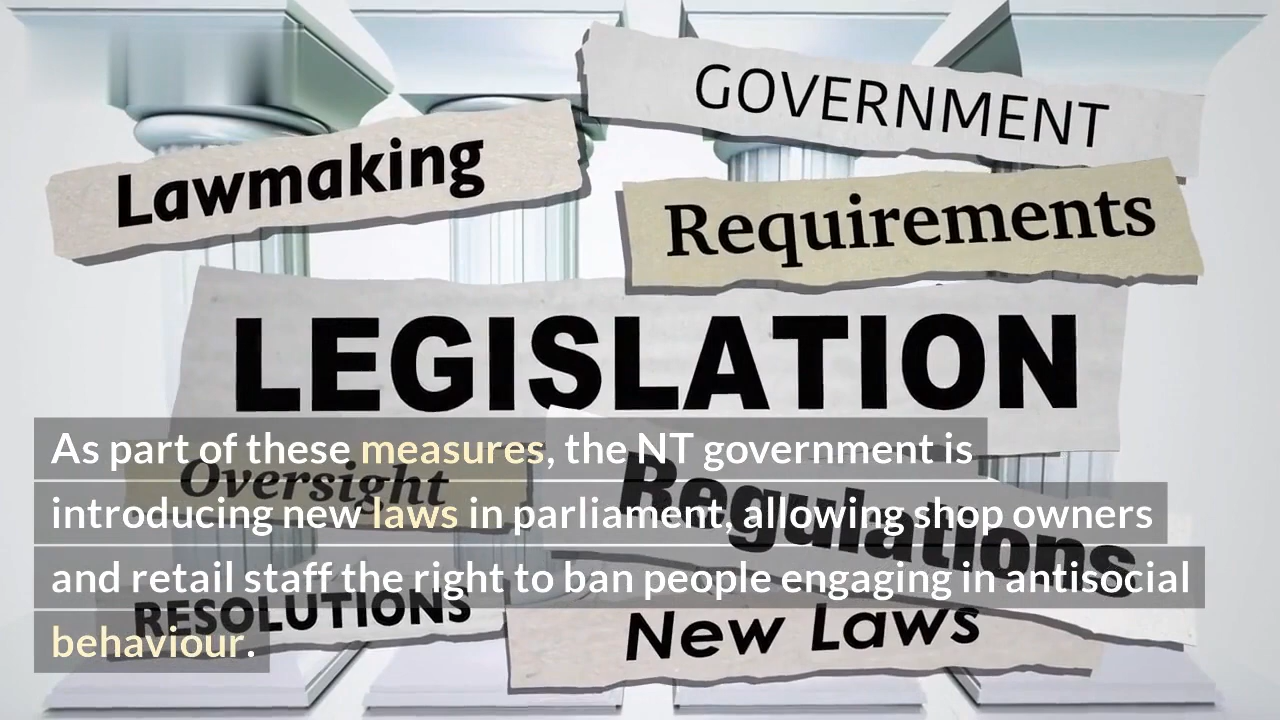 GOVERNMENT
Lawmaking
Requirements
LEGISLATION
As part of these measures, the NT government is
Oversight
Regulations
introducing new laws in parliament, allowing shop owners
and retail staff the right to ban people engaging in antisocial
RESOLUTIONS
New Laws
behaviour.